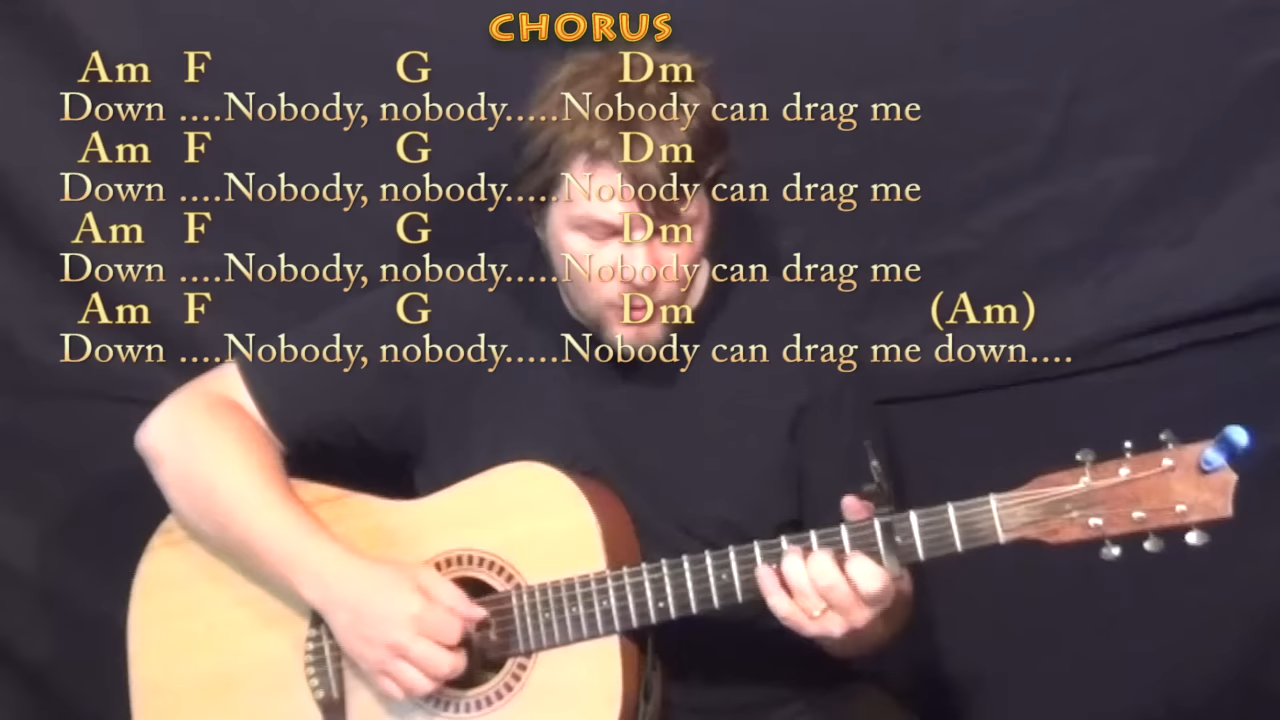 CHORUS
Am F G Dm
Down ....Nobody, nobody.....Nobody can drag me
Am F G Dm
Down ....Nobody, nobody.....Nobody can drag me
Am F G Dm
Down ....Nobody, nobody.....Nobody can drag me
Am F G Dm (Am)
Down ....Nobody, nobody.....Nobody can drag me down....